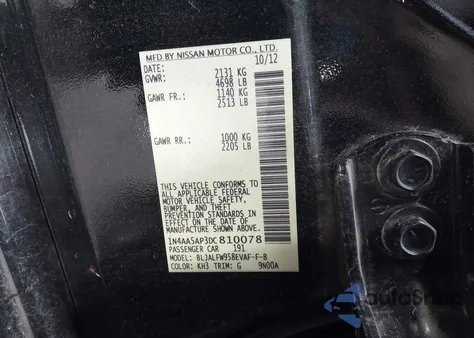 MFD BY NISSAN MOTOR CO., LTD.
DATE: 10/12
GVWR: 2131 KG
4698 LB
GAWR FR.: 1140 KG
2513 LB
GAWR RR.: 1000 KG
2205 LB
THIS VEHICLE CONFORMS TO
ALL APPLICABLE FEDERAL
MOTOR VEHICLE SAFETY,
BUMPER, AND THEFT
PREVENTION STANDARDS IN
EFFECT ON THE DATE OF
MANUFACTURE SHOWN ABOVE.
1N4AA5AP3DC810078
PASSENGER CAR 191
MODEL: BLJALFW958EVAF-F-B
COLOR: KH3 TRIM: G 9N00A
AutoShop